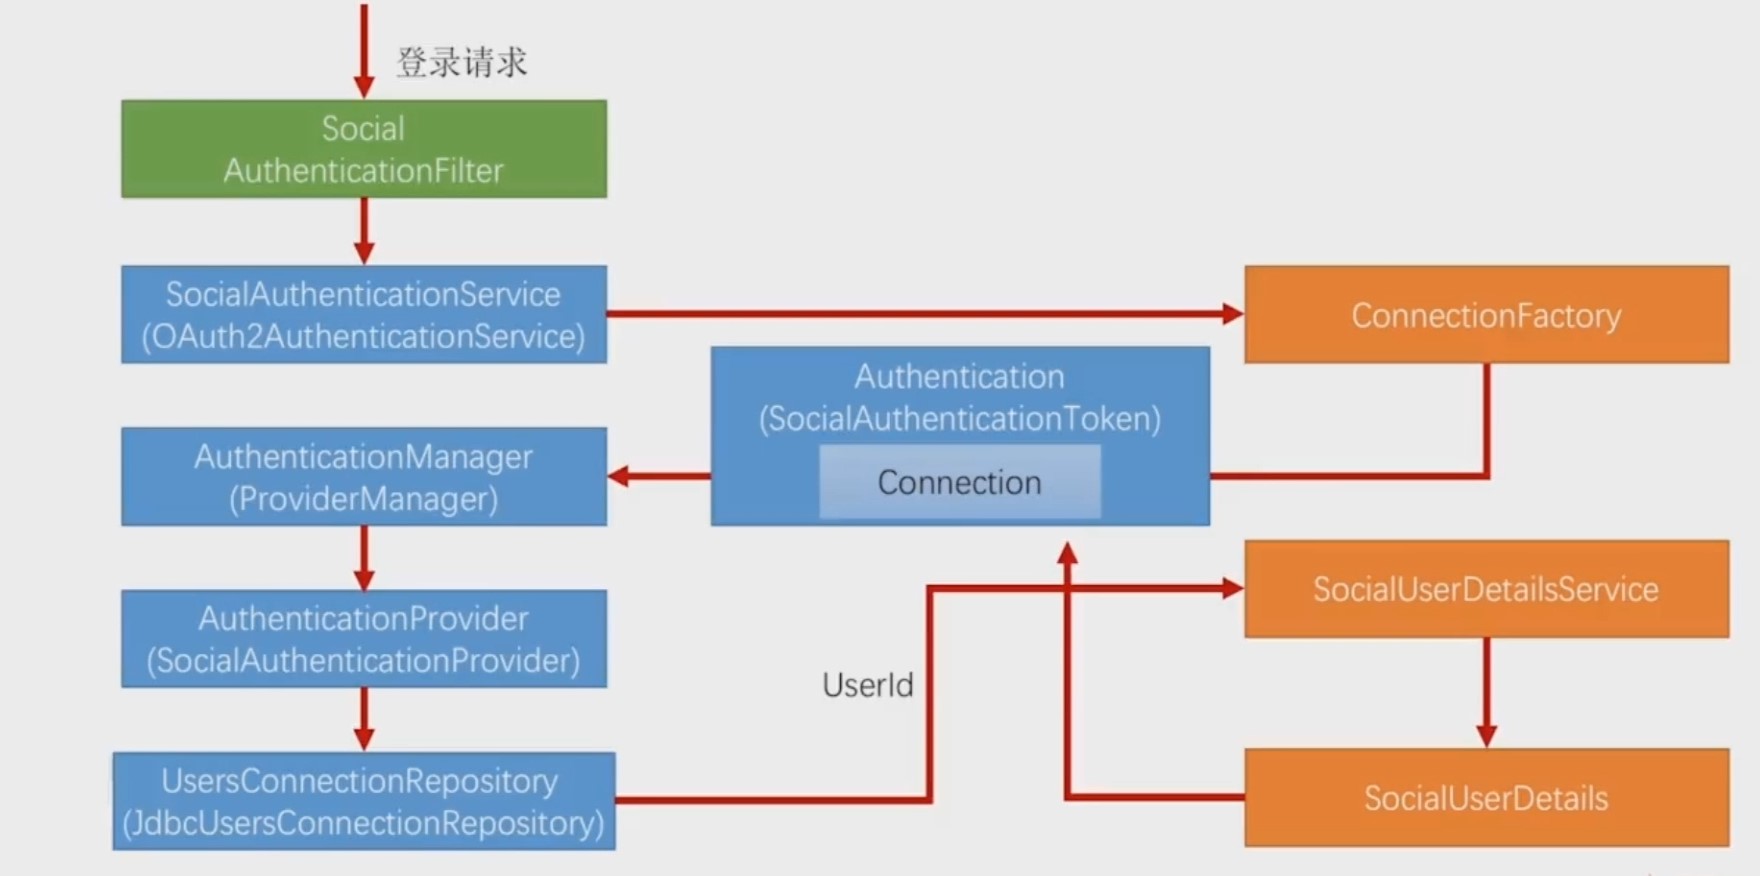 登录请求
Social
AuthenticationFilter
SocialAuthenticationService
(OAuth2AuthenticationService)
ConnectionFactory
Authentication
(SocialAuthenticationToken)
Connection
AuthenticationManager
(ProviderManager)
AuthenticationProvider
(SocialAuthenticationProvider)
SocialUserDetailsService
UserId
UsersConnectionRepository
(JdbcUsersConnectionRepository)
SocialUserDetails